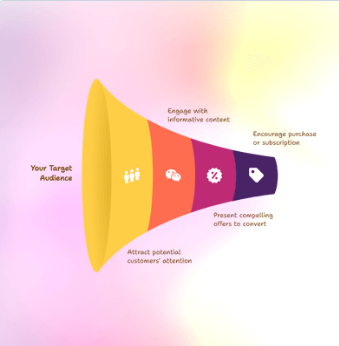 Engage with
informative content
Encourage purchase
or subscription
Your Target
Audience
Present compelling
offers to convert
Attract potential
customers' attention